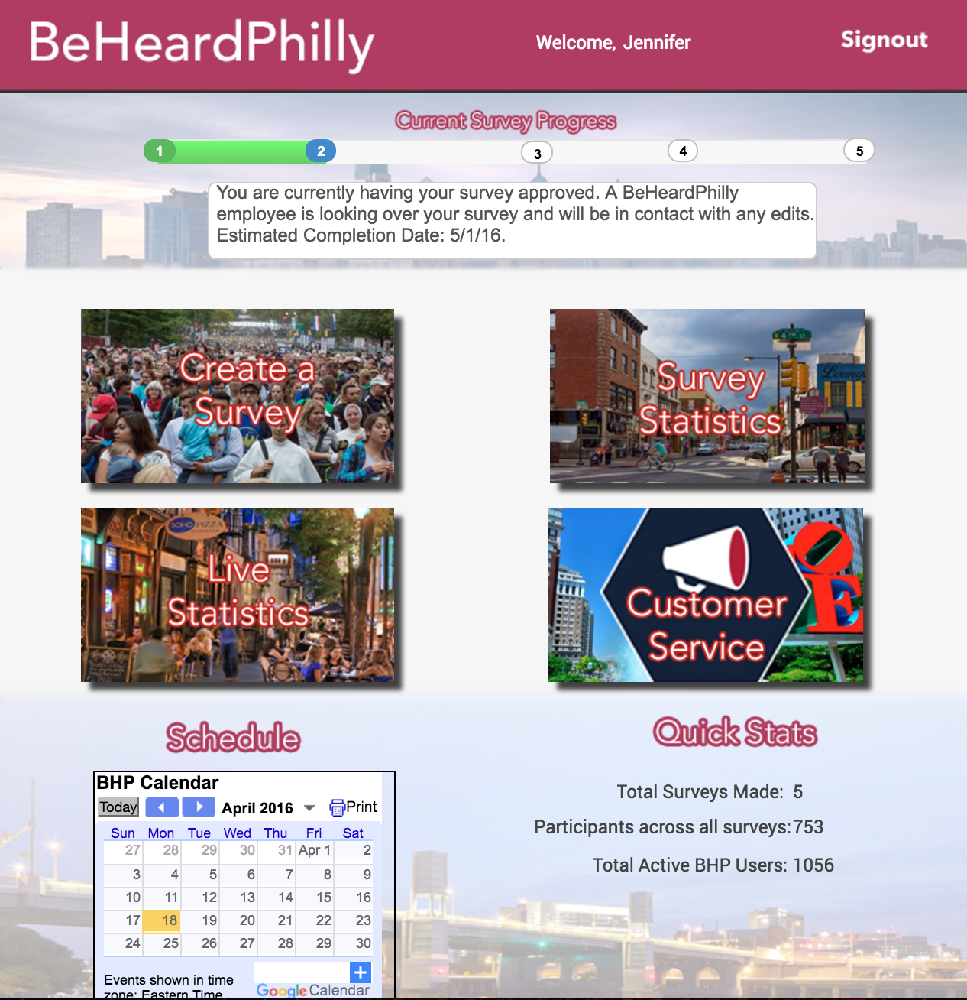 BeHeardPhilly
Welcome, Jennifer
Signout
Current Survey Progress
1 2 3 4 5
You are currently having your survey approved. A BeHeardPhilly
employee is looking over your survey and will be in contact with any edits.
Estimated Completion Date: 5/1/16.
Create a
Survey
4TH ST
Lounge
Survey
Statistics
SOHO PIZZA
Live
Statistics
E
Customer
Service
Schedule
BHP Calendar
Today
April 2016
Print
Sun Mon Tue Wed Thu Fri Sat
27 28 29 30 31 Apr 1 2
3 4 5 6 7 8 9
10 11 12 13 14 15 16
17 18 19 20 21 22 23
24 25 26 27 28 29 30
Events shown in time
zone: Eastern Time
+
Google Calendar
Quick Stats
Total Surveys Made: 5
Participants across all surveys:753
Total Active BHP Users: 1056